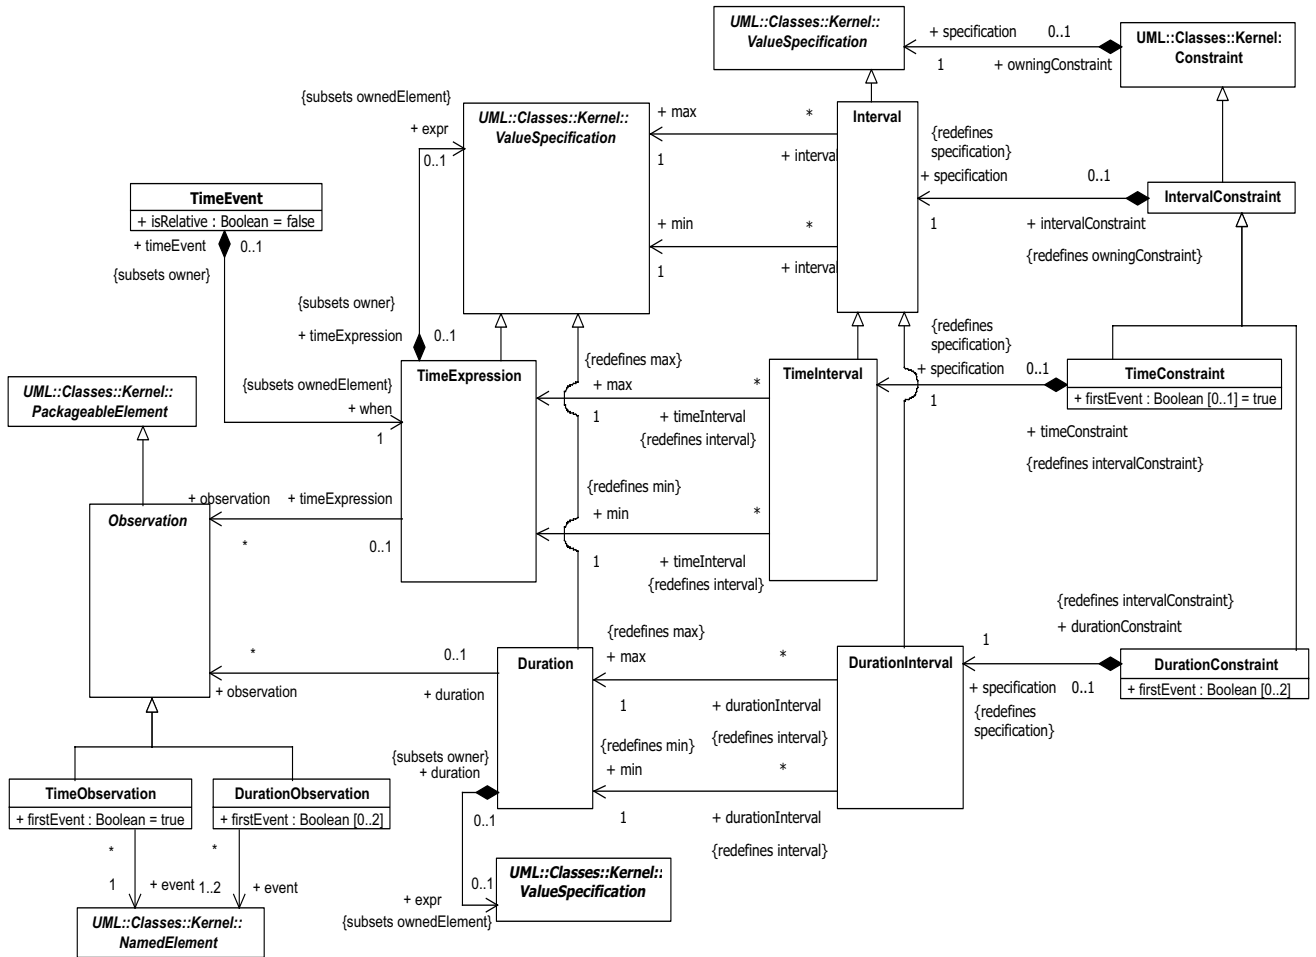 UML::Classes::Kernel::
ValueSpecification
+ specification
0..1
1
+ owningConstraint
UML::Classes::Kernel:
Constraint
{subsets ownedElement}
+ expr
0..1
UML::Classes::Kernel::
ValueSpecification
+ max
*
1
+ interval
Interval
{redefines
specification}
+ specification
0..1
1
IntervalConstraint
+ intervalConstraint
{redefines owningConstraint}
TimeEvent
+ isRelative : Boolean = false
+ timeEvent
0..1
{subsets owner}
+ min
*
1
+ interval
{subsets owner}
+ timeExpression
0..1
{redefines
specification}
+ specification
0..1
1
TimeConstraint
+ firstEvent : Boolean [0..1] = true
+ timeConstraint
{redefines intervalConstraint}
UML::Classes::Kernel::
PackageableElement
{subsets ownedElement}
+ when
1
TimeExpression
{redefines max}
+ max
*
1
+ timeInterval
{redefines interval}
TimeInterval
{redefines min}
+ min
*
1
+ timeInterval
{redefines interval}
Observation
+ observation
+ timeExpression
*
0..1
{redefines intervalConstraint}
+ durationConstraint
1
DurationConstraint
+ firstEvent : Boolean [0..2]
+ specification
0..1
{redefines
specification}
*
0..1
+ observation
+ duration
Duration
{redefines max}
+ max
*
1
+ durationInterval
{redefines interval}
DurationInterval
{redefines min}
+ min
*
1
+ durationInterval
{redefines interval}
{subsets owner}
+ duration
0..1
0..1
+ expr
{subsets ownedElement}
UML::Classes::Kernel::
ValueSpecification
TimeObservation
+ firstEvent : Boolean = true
DurationObservation
+ firstEvent : Boolean [0..2]
*
*
1
+ event
1..2
+ event
UML::Classes::Kernel::
NamedElement